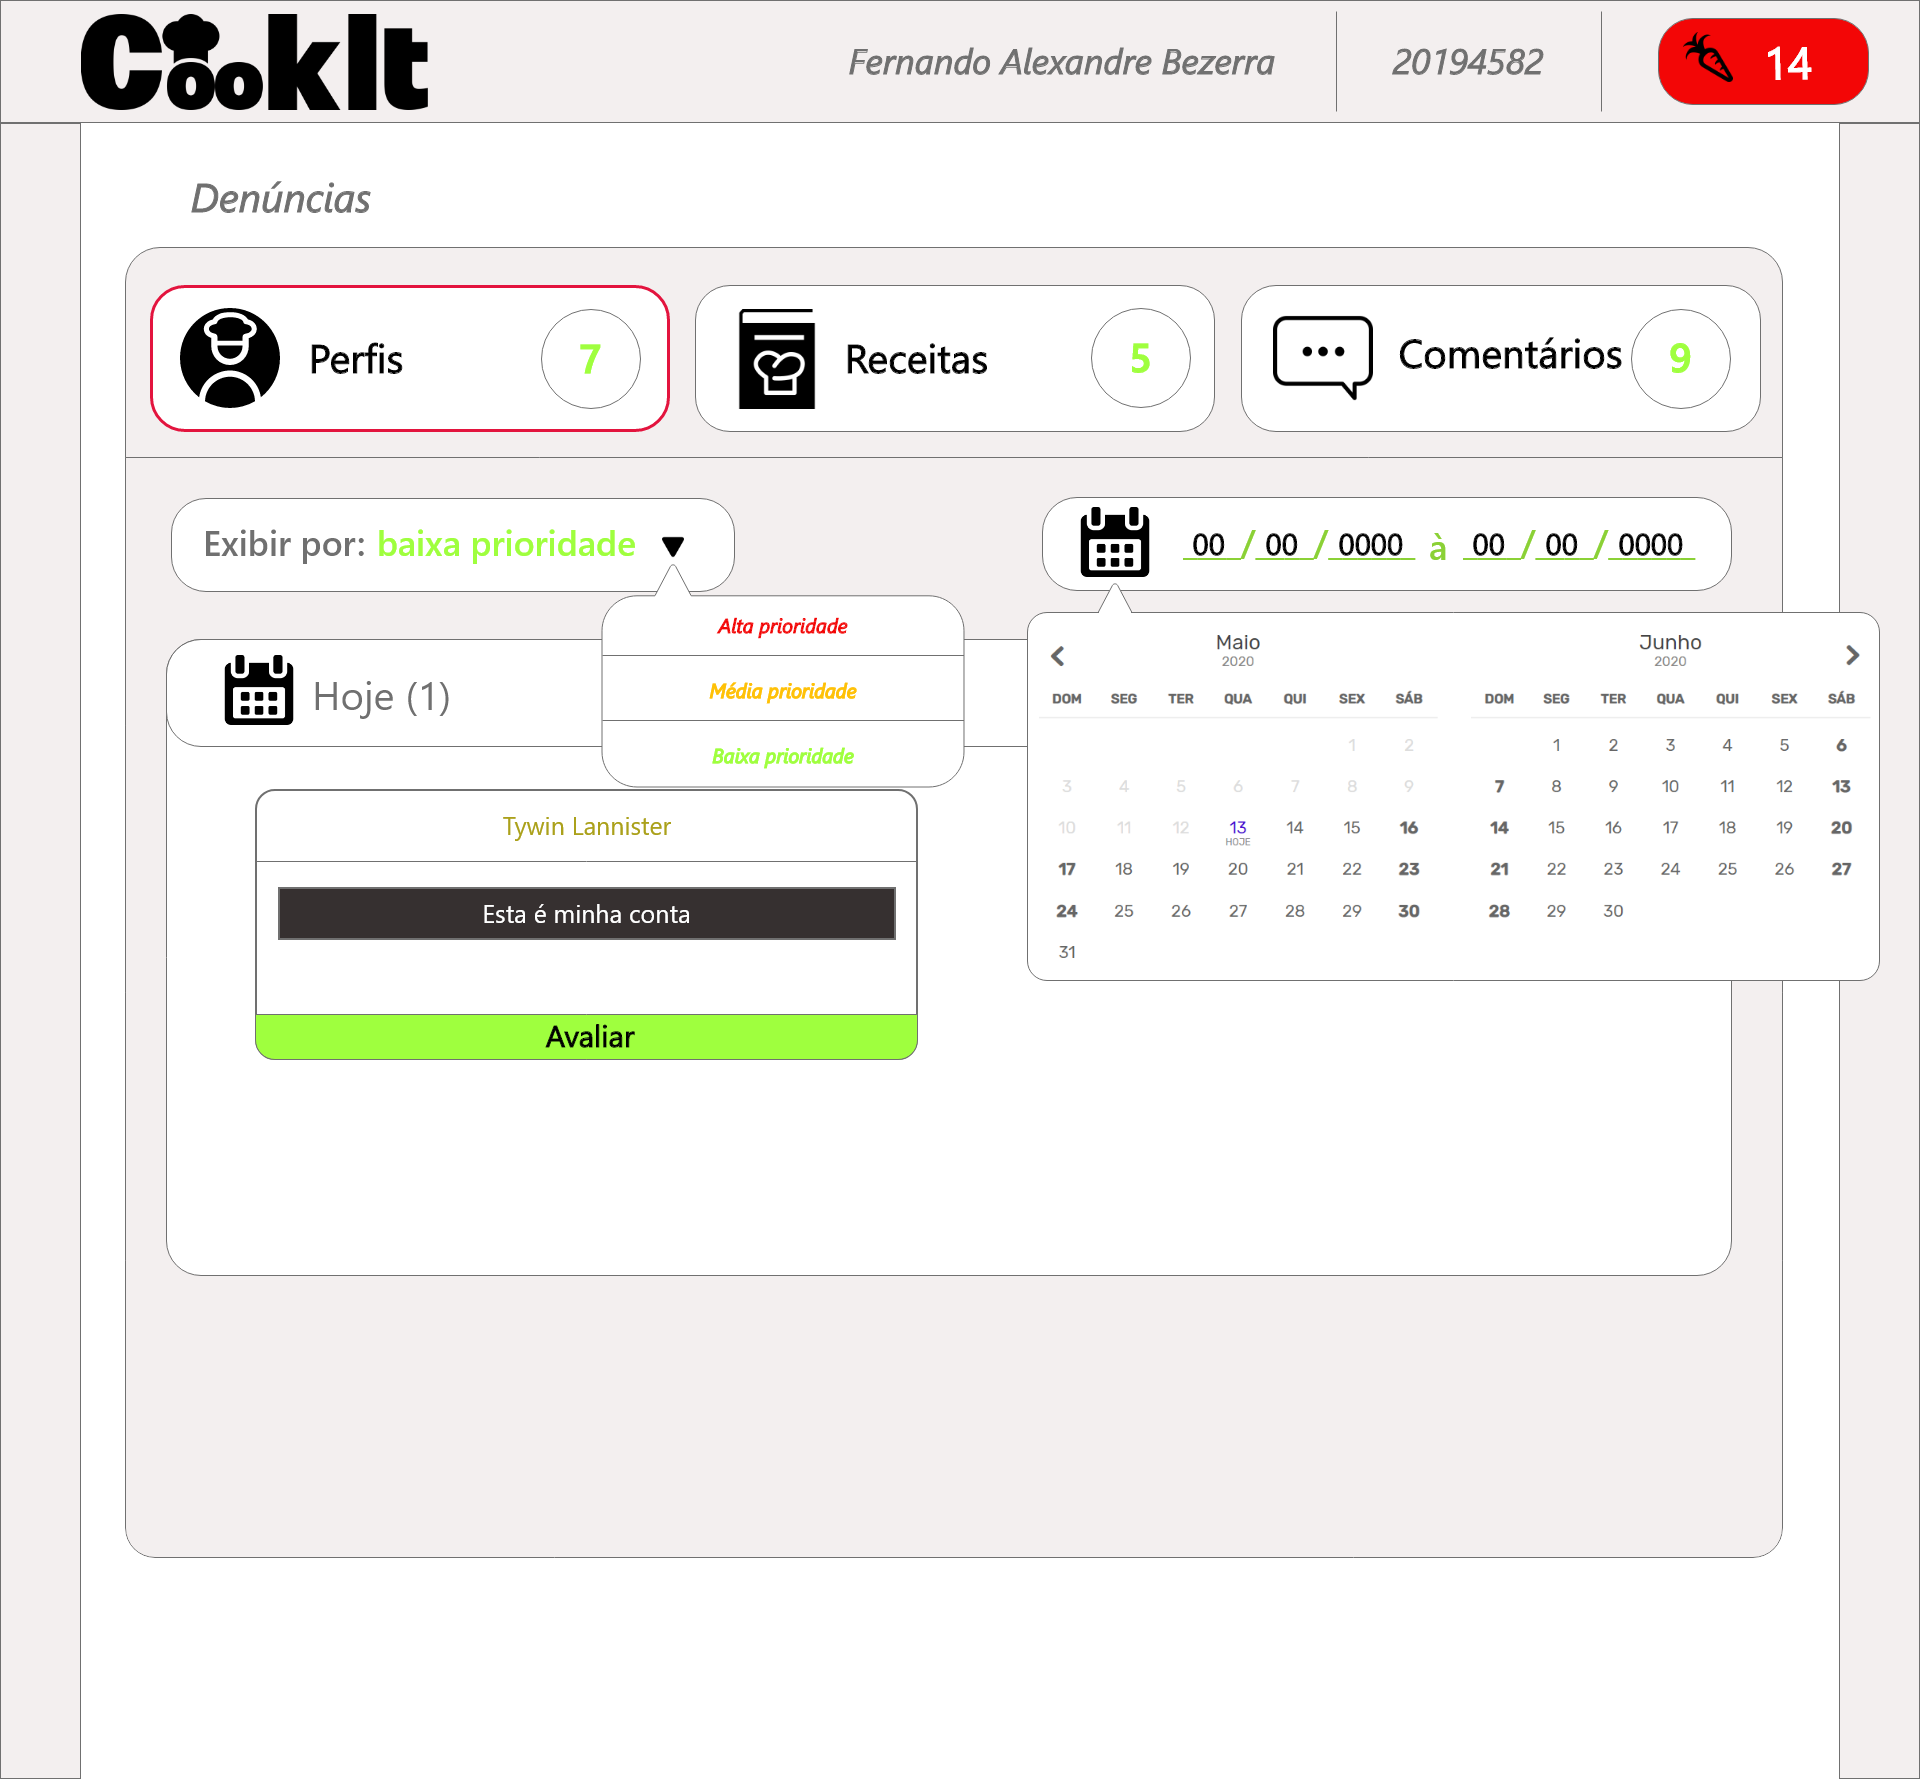 CookIt
Fernando Alexandre Bezerra
20194582
14
Denúncias
Perfis
7
Receitas
5
Comentários
9
Exibir por: baixa prioridade
00 / 00 / 0000 à 00 / 00 / 0000
Alta prioridade
Média prioridade
Baixa prioridade
Hoje (1)
Tywin Lannister
Esta é minha conta
Avaliar
Maio
2020
DOM SEG TER QUA QUI SEX SÁB
1 2
3 4 5 6 7 8 9
10 11 12 13 14 15 16
HOJE
17 18 19 20 21 22 23
24 25 26 27 28 29 30
31
Junho
2020
DOM SEG TER QUA QUI SEX SÁB
1 2 3 4 5 6
7 8 9 10 11 12 13
14 15 16 17 18 19 20
21 22 23 24 25 26 27
28 29 30